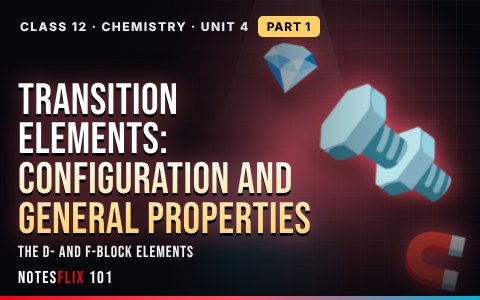 CLASS 12 · CHEMISTRY · UNIT 4 PART 1
TRANSITION
ELEMENTS:
CONFIGURATION AND
GENERAL PROPERTIES
THE D- AND F-BLOCK ELEMENTS
NOTESFLIX 101